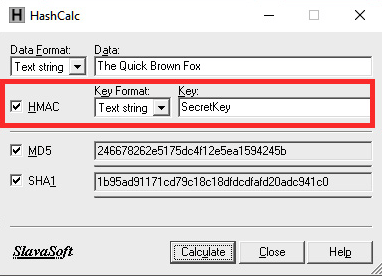 HashCalc
Data Format: Data:
Text string The Quick Brown Fox
Key Format: Key:
HMAC Text string SecretKey
MD5 246678262e5175dc4f12e5ea1594245b
SHA1 1b95ad91171cd79c18c18dfdcdfafd20adc941c0
SlavaSoft Calculate Close Help